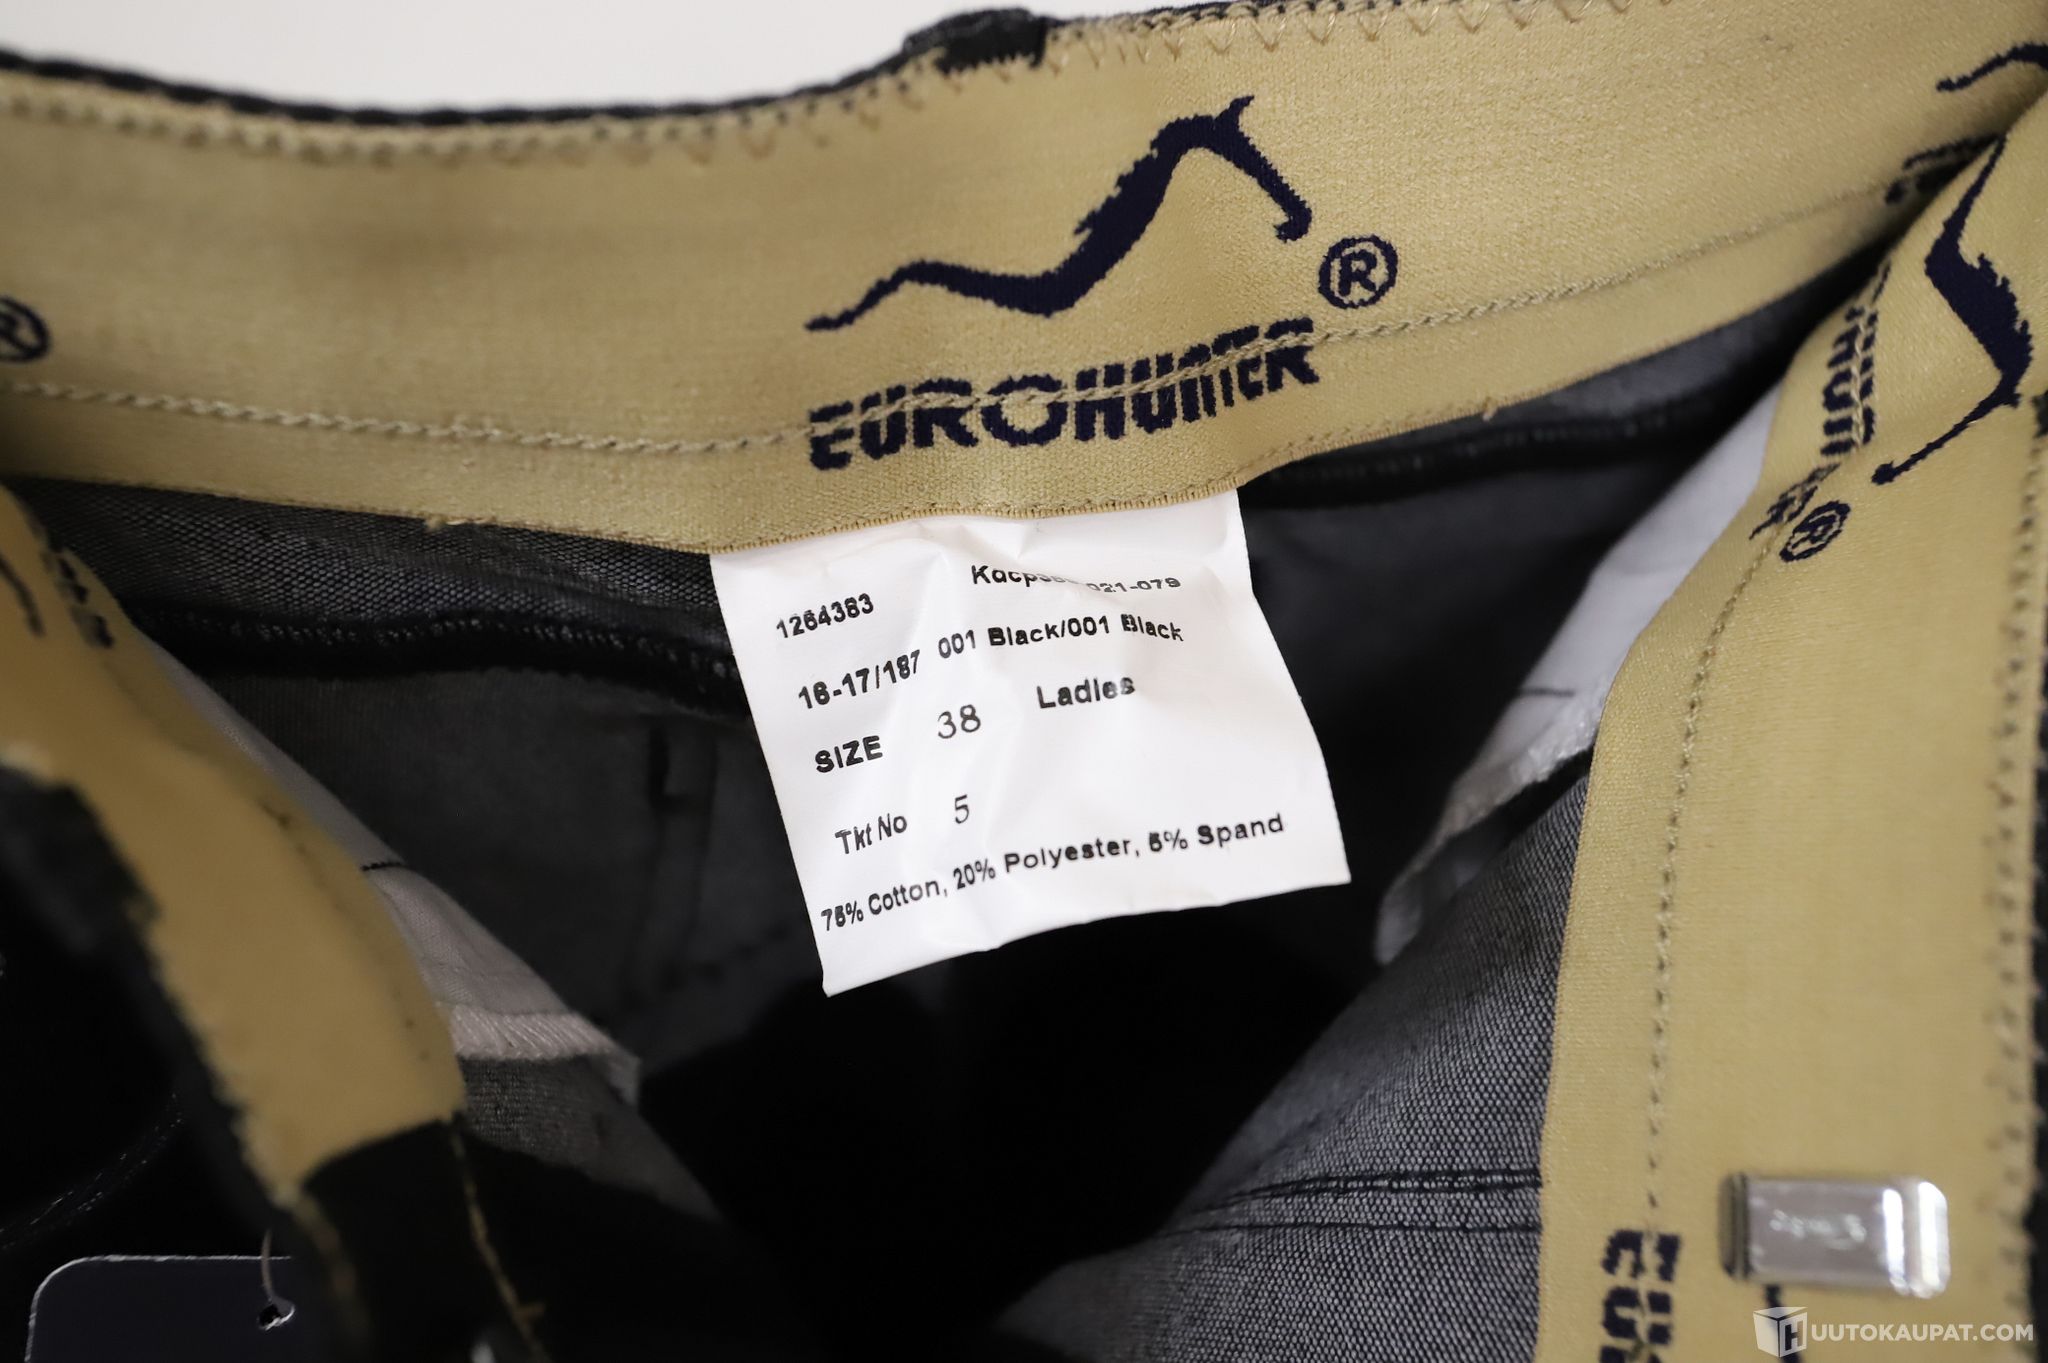 ®
EUROHUNTER
1264383
001 Black/001 Black
16-17/187
SIZE 38 Ladies
Tkt No 5
75% Cotton, 20% Polyester, 5% Spand
®
HUUTOKAUPAT.COM